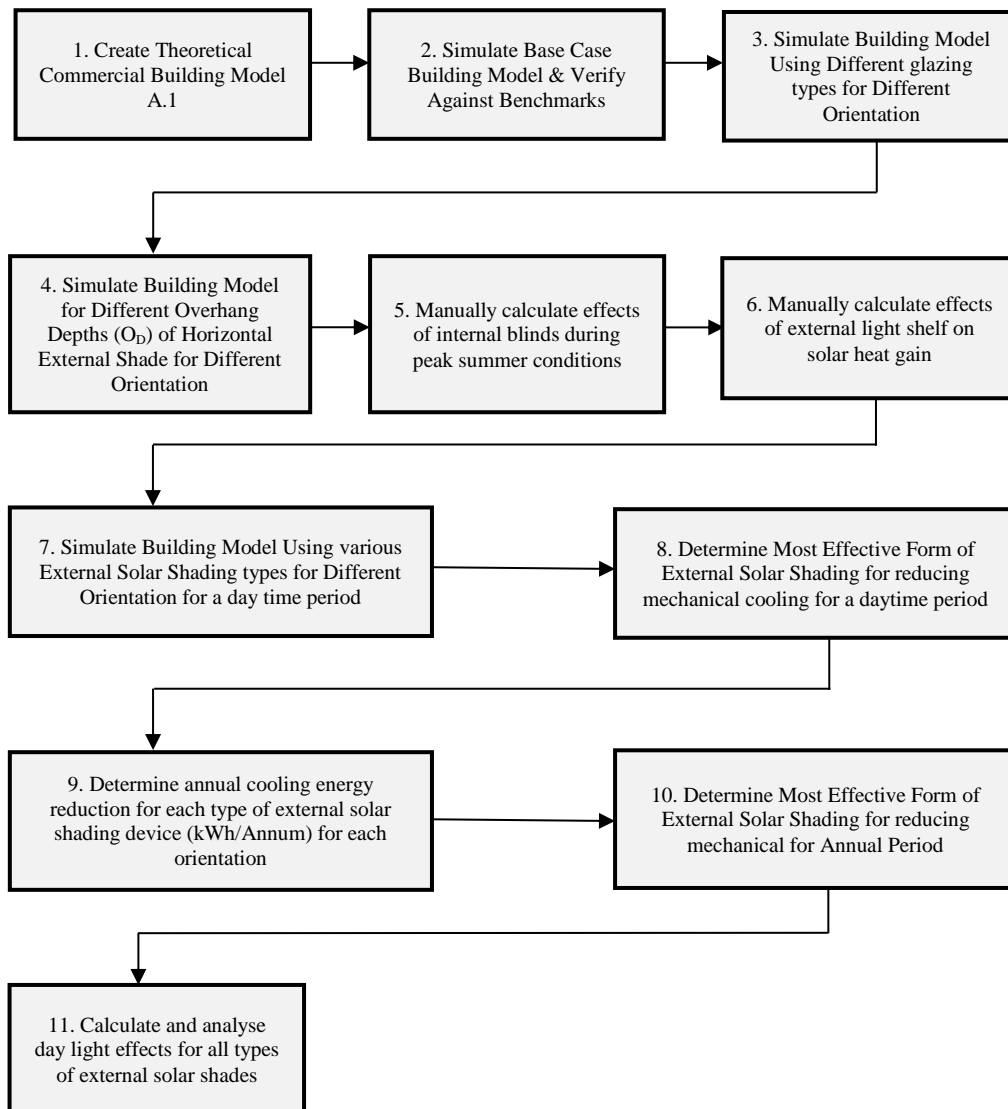 1. Create Theoretical
Commercial Building Model
A.1
2. Simulate Base Case
Building Model & Verify
Against Benchmarks
3. Simulate Building Model
Using Different glazing
types for Different
Orientation
4. Simulate Building Model
for Different Overhang
Depths (OD) of Horizontal
External Shade for Different
Orientation
5. Manually calculate effects
of internal blinds during
peak summer conditions
6. Manually calculate effects
of external light shelf on
solar heat gain
7. Simulate Building Model Using various
External Solar Shading types for Different
Orientation for a day time period
8. Determine Most Effective Form of
External Solar Shading for reducing
mechanical cooling for a daytime period
9. Determine annual cooling energy
reduction for each type of external solar
shading device (kWh/Annum) for each
orientation
10. Determine Most Effective Form of
External Solar Shading for reducing
mechanical for Annual Period
11. Calculate and analyse
day light effects for all types
of external solar shades